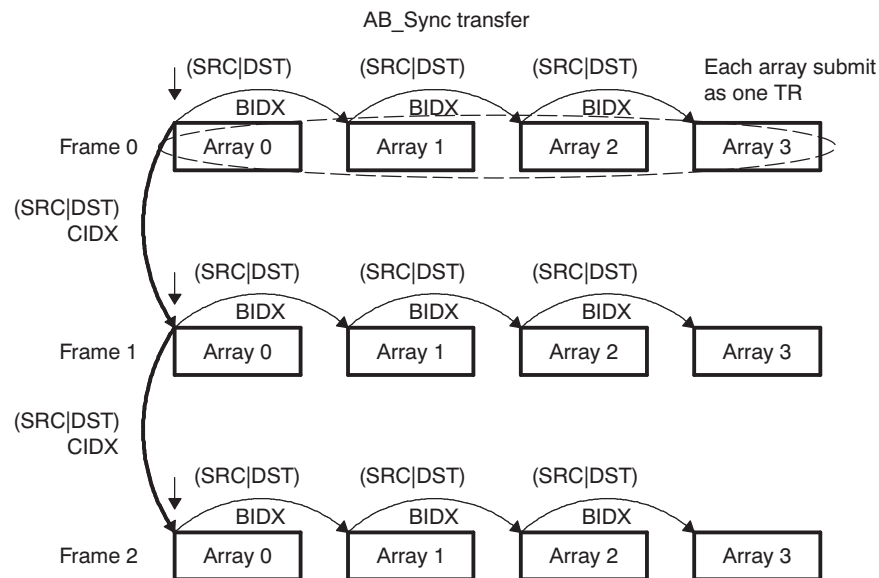 AB_Sync transfer
(SRC|DST) (SRC|DST) (SRC|DST) Each array submit
as one TR
BIDX BIDX BIDX
Frame 0 Array 0 Array 1 Array 2 Array 3
(SRC|DST)
CIDX
(SRC|DST) (SRC|DST) (SRC|DST)
BIDX BIDX BIDX
Frame 1 Array 0 Array 1 Array 2 Array 3
(SRC|DST)
CIDX
(SRC|DST) (SRC|DST) (SRC|DST)
BIDX BIDX BIDX
Frame 2 Array 0 Array 1 Array 2 Array 3